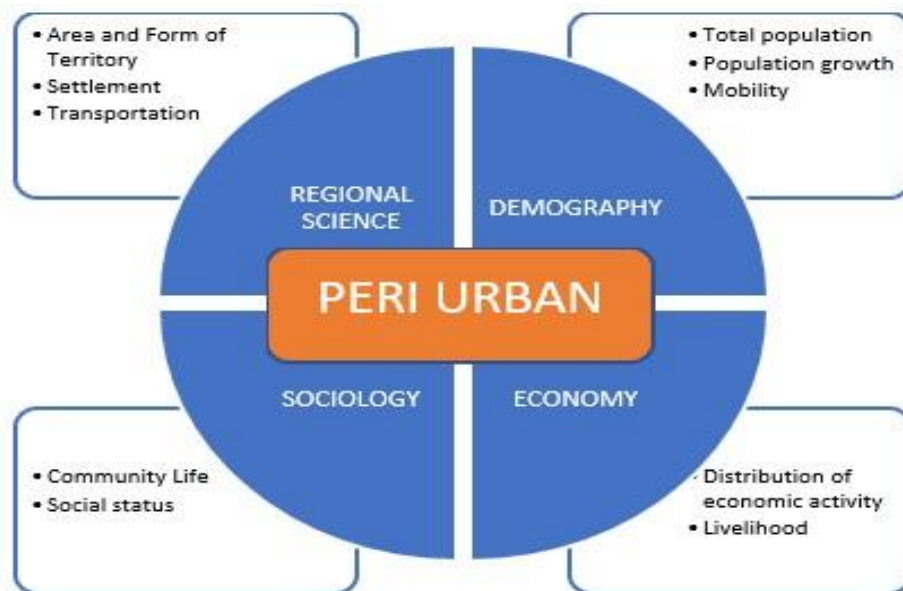 • Area and Form of
Territory
• Settlement
• Transportation
• Total population
• Population growth
• Mobility
REGIONAL
SCIENCE
DEMOGRAPHY
PERI URBAN
SOCIOLOGY
ECONOMY
• Community Life
• Social status
• Distribution of
economic activity
• Livelihood